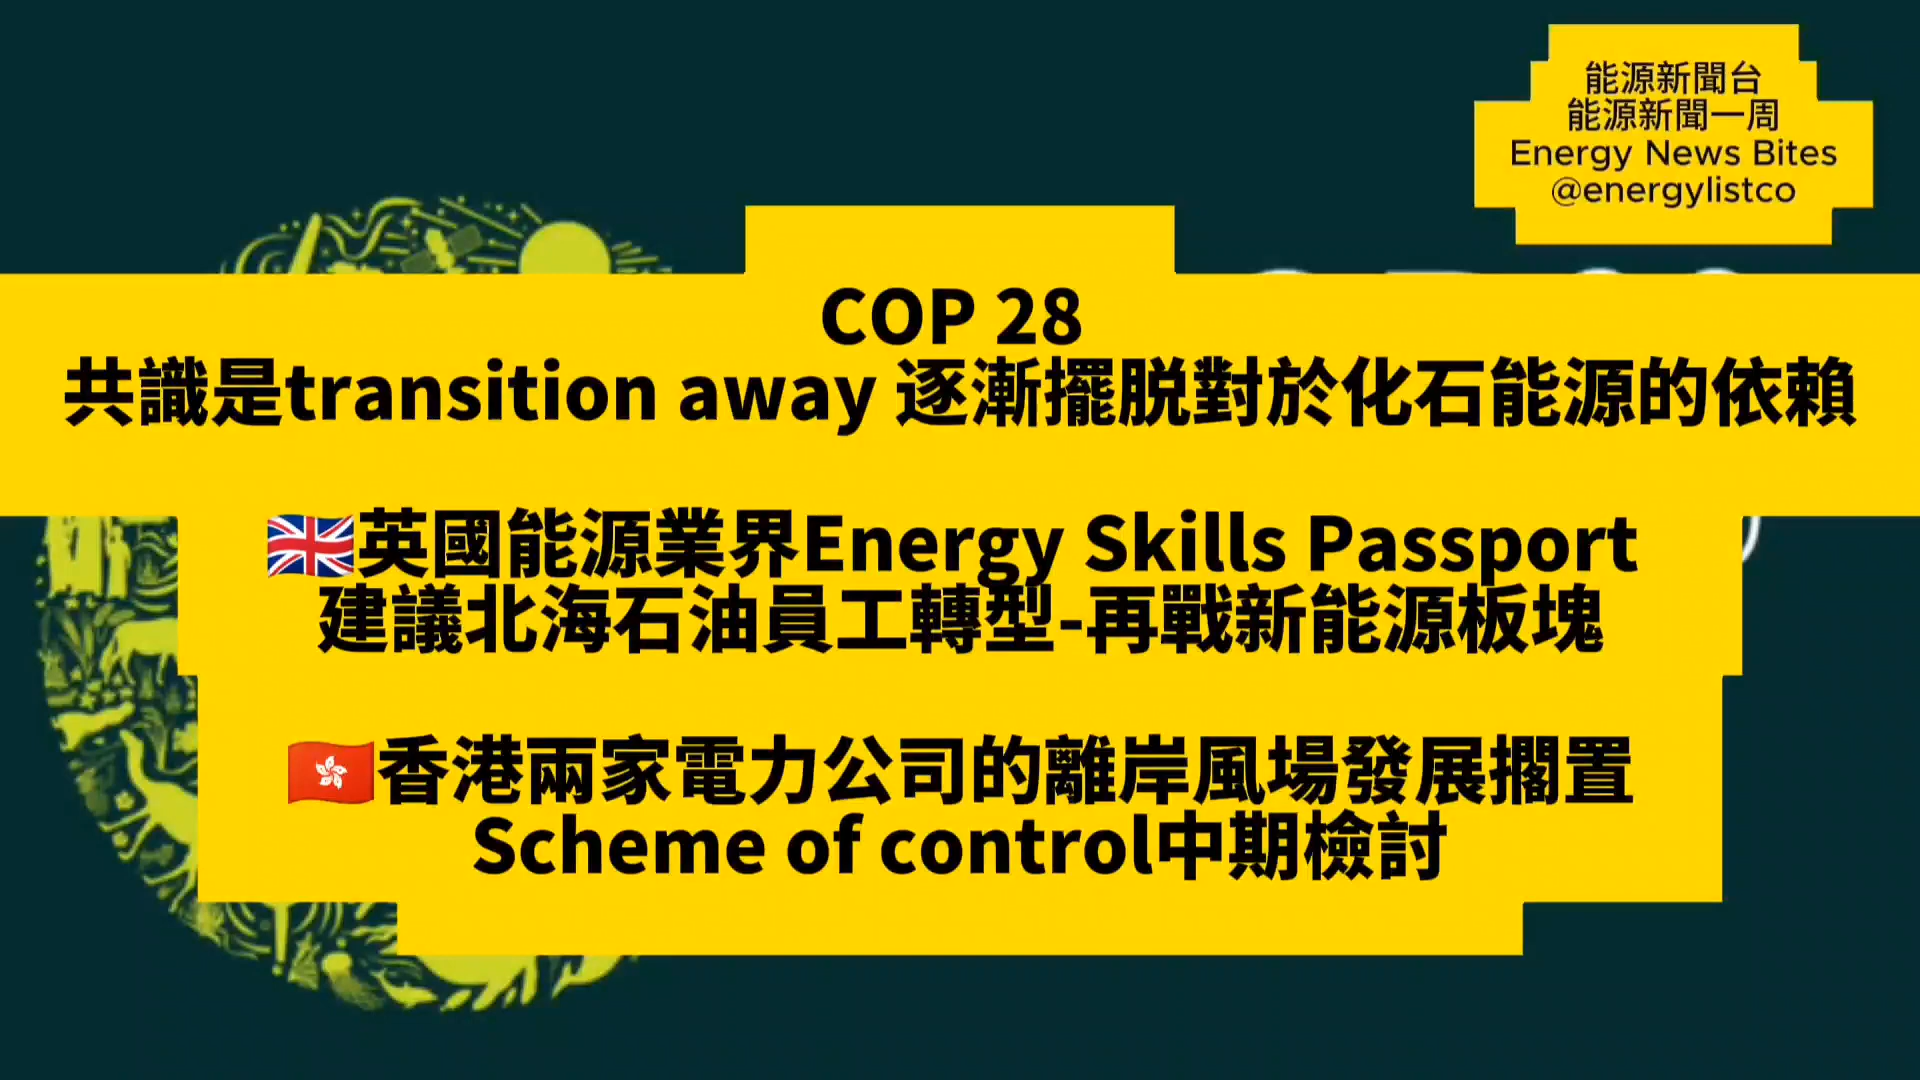 能源新聞台
能源新聞一周
Energy News Bites
@energylistco
COP 28
共識是transition away 逐漸擺脱對於化石能源的依賴
🇬🇧英國能源業界Energy Skills Passport
建議北海石油員工轉型-再戰新能源板塊
🇭🇰香港兩家電力公司的離岸風場發展擱置
Scheme of control中期檢討